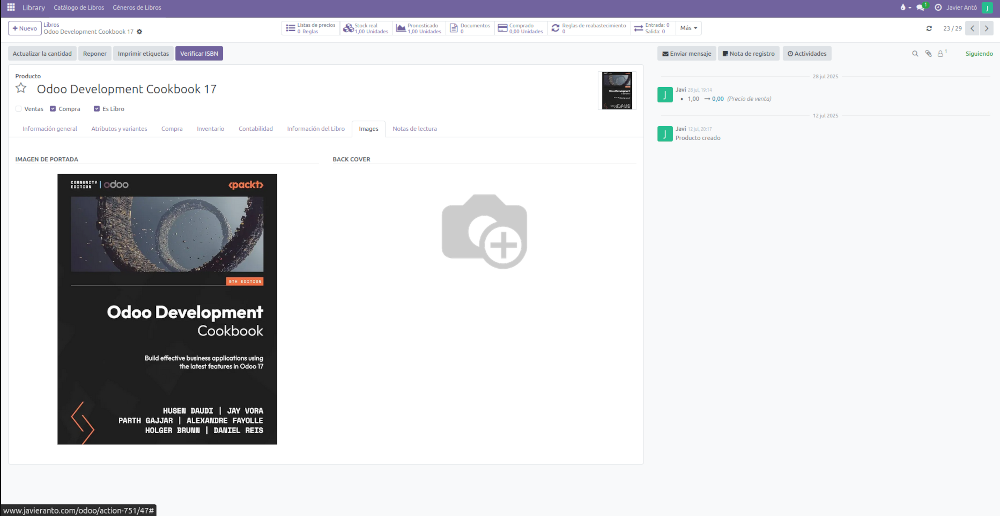 Library Catálogo de Libros Géneros de Libros 1 Javier Antó J
Nuevo
Libros
Odoo Development Cookbook 17
Listas de precios
0 Reglas
Stock real
1,00 Unidades
Pronosticado
1,00 Unidades
Documentos
0
Comprado
0,00 Unidades
Reglas de reabastecimiento
0
Entrada: 0
Salida: 0
Más
23 / 29
Actualizar la cantidad Reponer Imprimir etiquetas Verificar ISBN
Enviar mensaje Nota de registro Actividades
Siguiendo
Producto
Odoo Development Cookbook 17
Ventas Compra Es Libro
Información general Atributos y variantes Compra Inventario Contabilidad Información del Libro Images Notas de lectura
IMAGEN DE PORTADA
BACK COVER
COMMUNITY
EDITION
odoo
<packt>
5TH EDITION
Odoo Development
Cookbook
Build effective business applications using
the latest features in Odoo 17
HUSEN DAUDI | JAY VORA
PARTH GAJJAR | ALEXANDRE FAYOLLE
HOLGER BRUNN | DANIEL REIS
J
Javi
1,00 → 0,00 (Precio de venta)
12 jul 2025
J
Javi 12 jul, 20:17
Producto creado
www.javieranto.com/odoo/action-751/47#